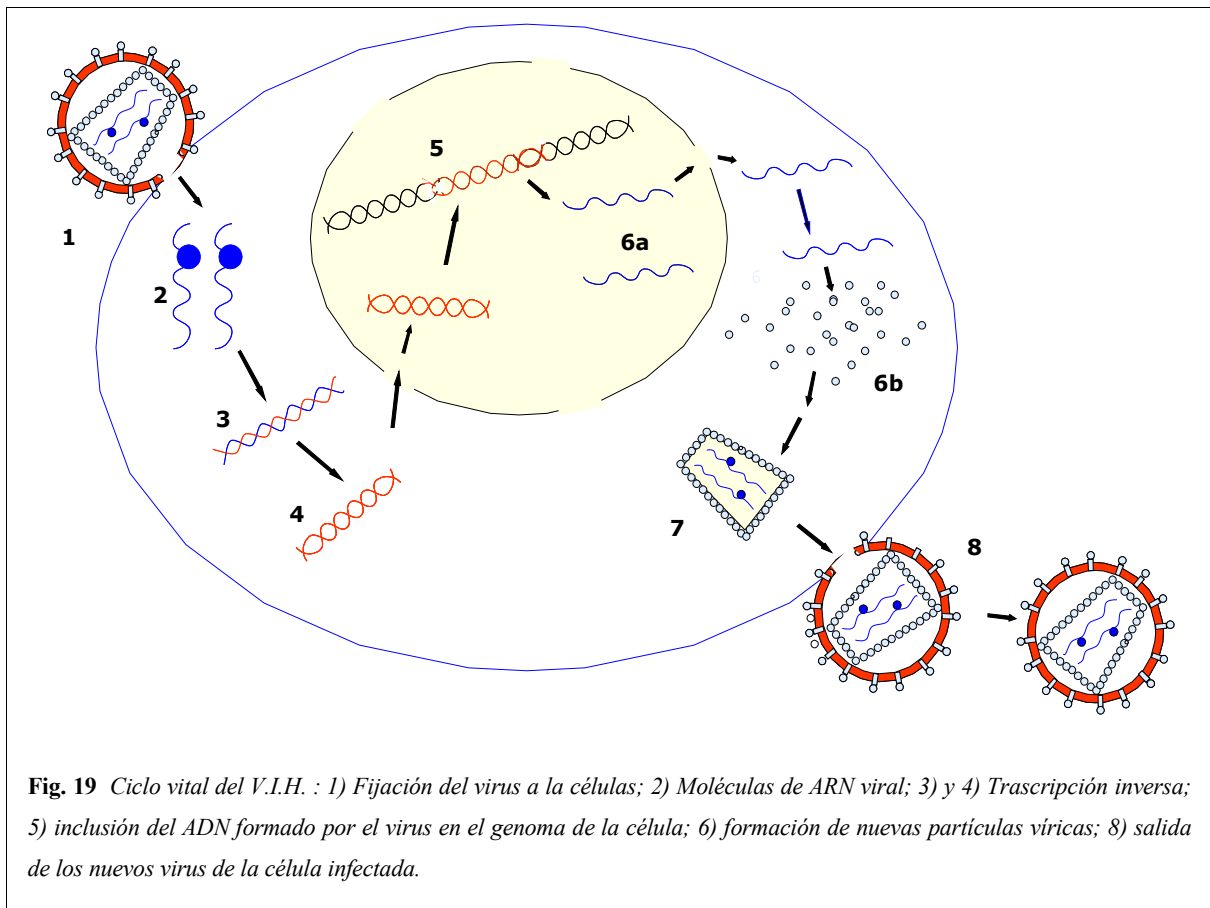 1
2
3
4
5
6a
6
6b
7
8
Fig. 19 Ciclo vital del V.I.H. : 1) Fijación del virus a la células; 2) Moléculas de ARN viral; 3) y 4) Trascripción inversa;
5) inclusión del ADN formado por el virus en el genoma de la célula; 6) formación de nuevas partículas víricas; 8) salida
de los nuevos virus de la célula infectada.